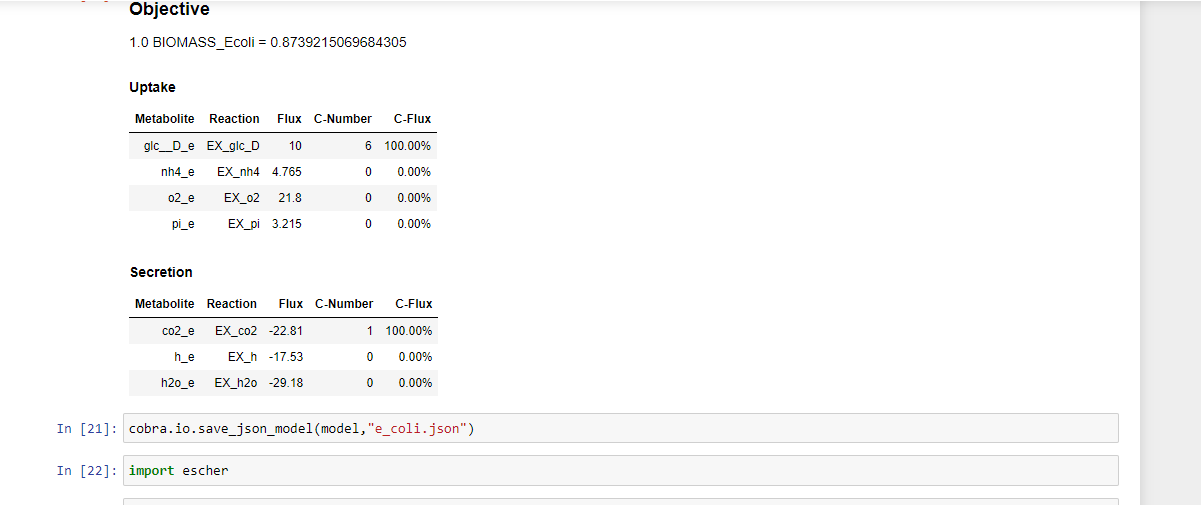 Objective
1.0 BIOMASS_Ecoli = 0.8739215069684305
Uptake
Metabolite Reaction Flux C-Number C-Flux
glc__D_e EX_glc_D 10 6 100.00%
nh4_e EX_nh4 4.765 0 0.00%
o2_e EX_o2 21.8 0 0.00%
pi_e EX_pi 3.215 0 0.00%
Secretion
Metabolite Reaction Flux C-Number C-Flux
co2_e EX_co2 -22.81 1 100.00%
h_e EX_h -17.53 0 0.00%
h2o_e EX_h2o -29.18 0 0.00%
In [21]: cobra.io.save_json_model(model,"e_coli.json")
In [22]: import escher